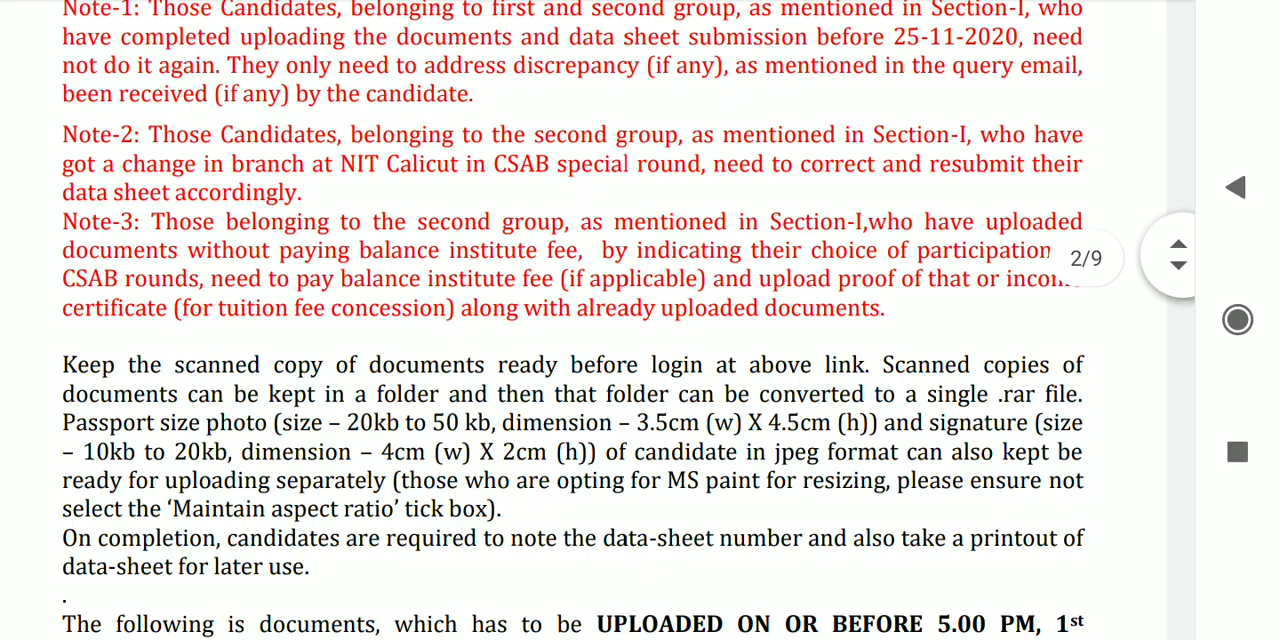 Note-1: Those Candidates, belonging to first and second group, as mentioned in Section-I, who
have completed uploading the documents and data sheet submission before 25-11-2020, need
not do it again. They only need to address discrepancy (if any), as mentioned in the query email,
been received (if any) by the candidate.
Note-2: Those Candidates, belonging to the second group, as mentioned in Section-I, who have
got a change in branch at NIT Calicut in CSAB special round, need to correct and resubmit their
data sheet accordingly.
Note-3: Those belonging to the second group, as mentioned in Section-I,who have uploaded
documents without paying balance institute fee, by indicating their choice of participation
2/9
CSAB rounds, need to pay balance institute fee (if applicable) and upload proof of that or
certificate (for tuition fee concession) along with already uploaded documents.
Keep the scanned copy of documents ready before login at above link. Scanned copies of
documents can be kept in a folder and then that folder can be converted to a single .rar file.
Passport size photo (size – 20kb to 50 kb, dimension – 3.5cm (w) X 4.5cm (h)) and signature (size
– 10kb to 20kb, dimension – 4cm (w) X 2cm (h)) of candidate in jpeg format can also kept be
ready for uploading separately (those who are opting for MS paint for resizing, please ensure not
select the ‘Maintain aspect ratio’ tick box).
On completion, candidates are required to note the data-sheet number and also take a printout of
data-sheet for later use.
.
The following is documents, which has to be UPLOADED ON OR BEFORE 5.00 PM, 1st